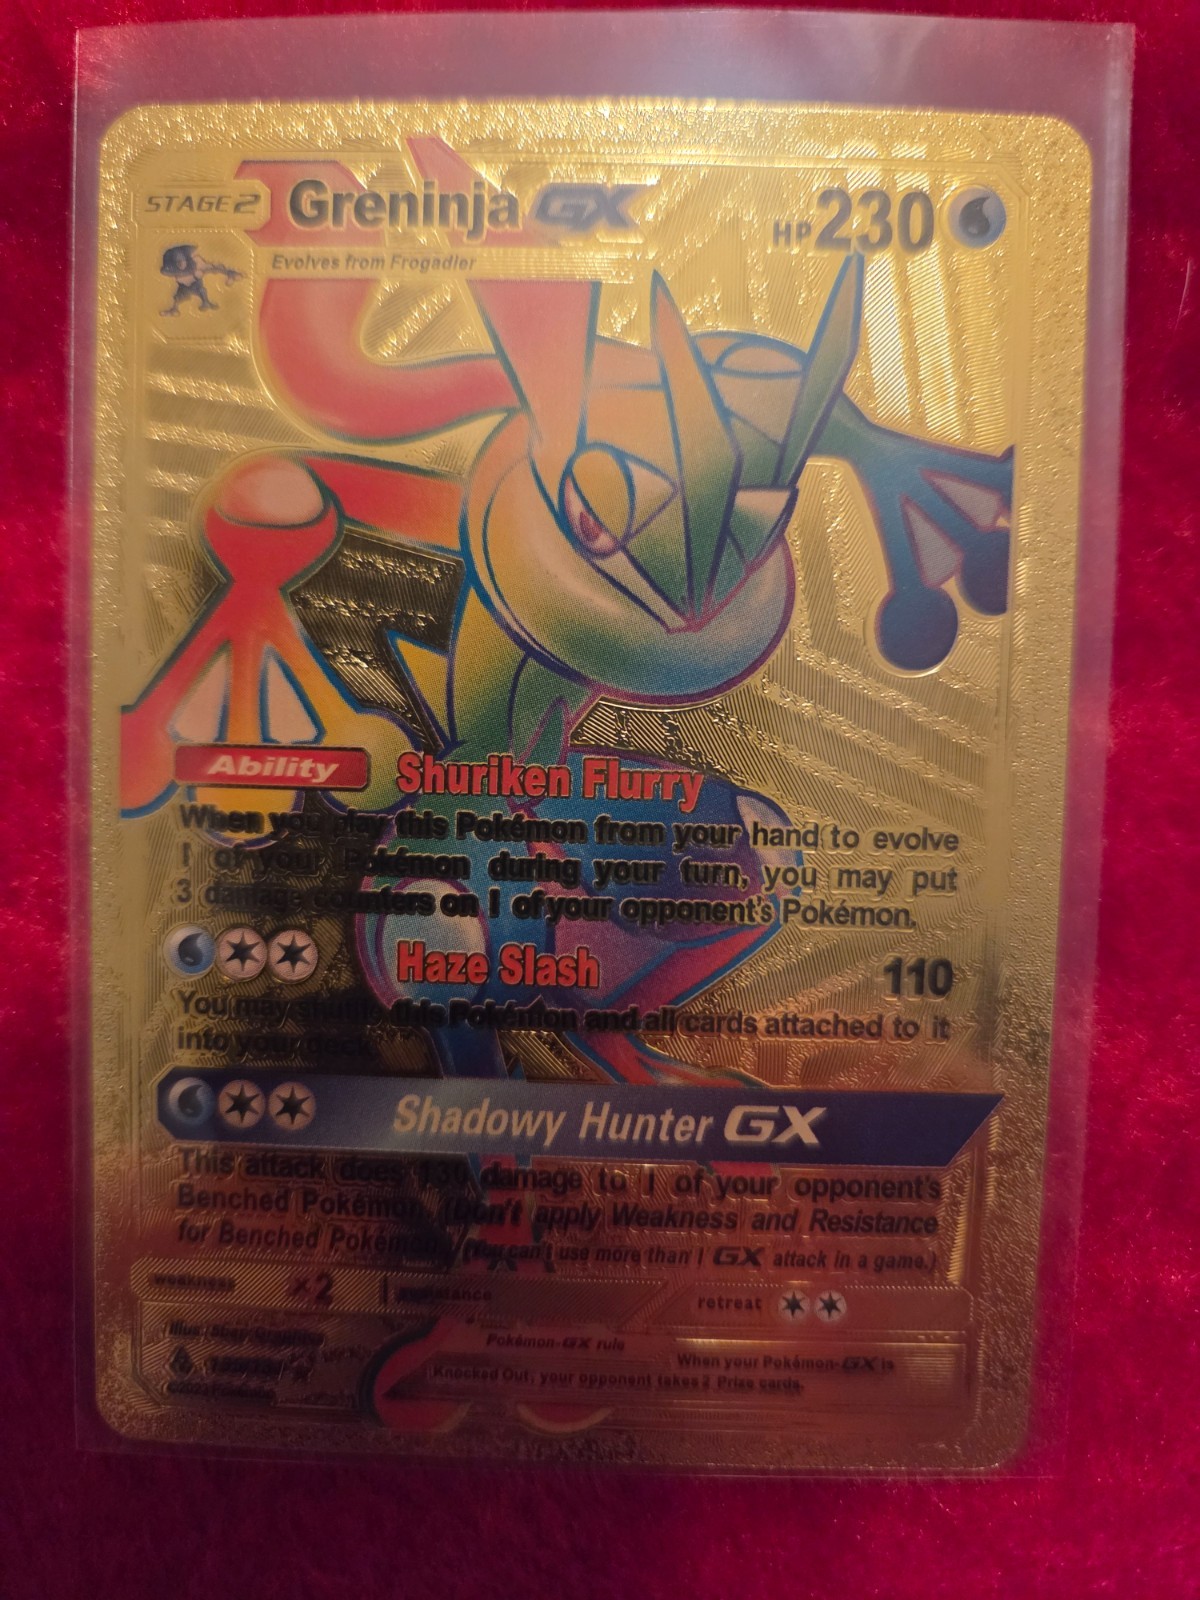 STAGE 2 Greninja GX HP 230
Evolves from Frogadier
Ability Shuriken Flurry
When you play this Pokémon from your hand to evolve
1 of your Pokémon during your turn, you may put
3 damage counters on 1 of your opponent's Pokémon.
Haze Slash 110
You may shuffle this Pokémon and all cards attached to it
into your deck.
Shadowy Hunter GX
This attack does 130 damage to 1 of your opponent's
Benched Pokémon. (Don't apply Weakness and Resistance
for Benched Pokémon.) (You can't use more than 1 GX attack in a game.)
weakness ×2 resistance retreat
Pokémon-GX rule
When your Pokémon-GX is
Knocked Out, your opponent takes 2 Prize cards.